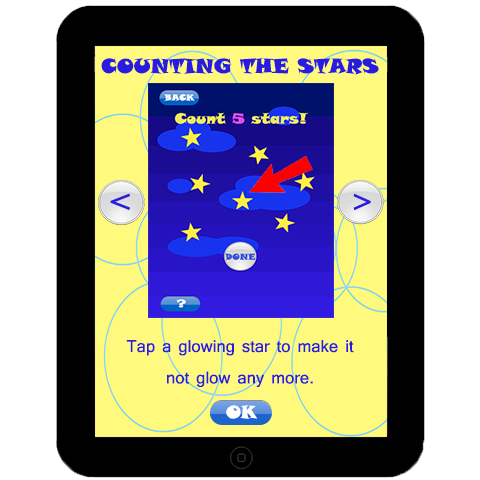 COUNTING THE STARS
BACK
Count 5 stars!
< >
DONE
?
Tap a glowing star to make it
not glow any more.
OK